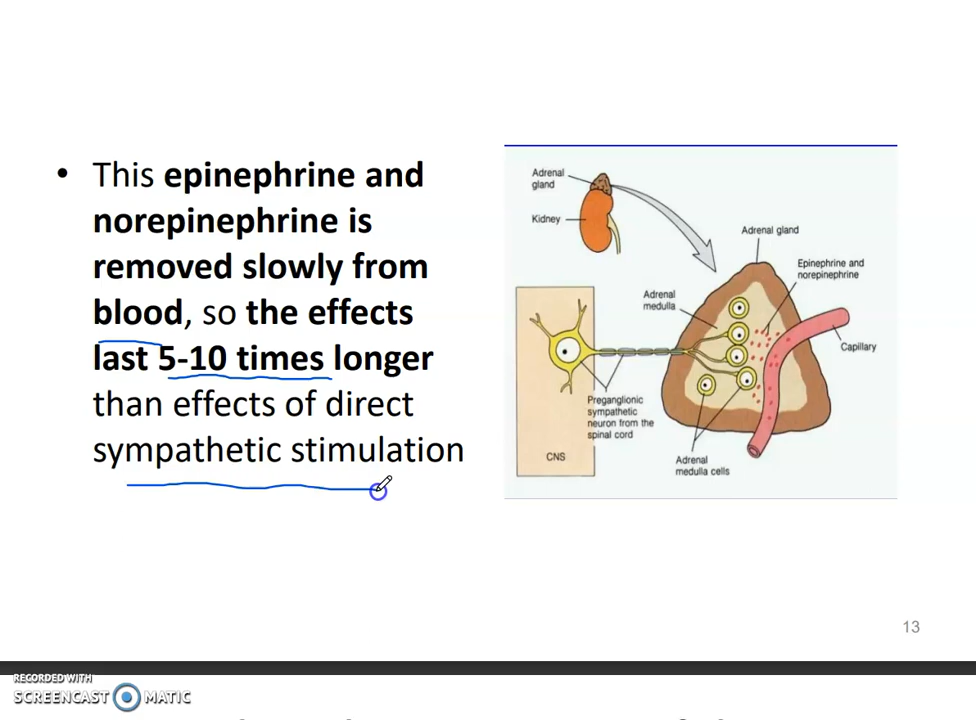 • This epinephrine and
norepinephrine is
removed slowly from
blood, so the effects
last 5-10 times longer
than effects of direct
sympathetic stimulation
Adrenal
gland
Kidney
Adrenal gland
Epinephrine and
norepinephrine
Adrenal
medulla
Capillary
Preganglionic
sympathetic
neuron from the
spinal cord
CNS
Adrenal
medulla cells
13
RECORDED WITH
SCREENCAST MATIC